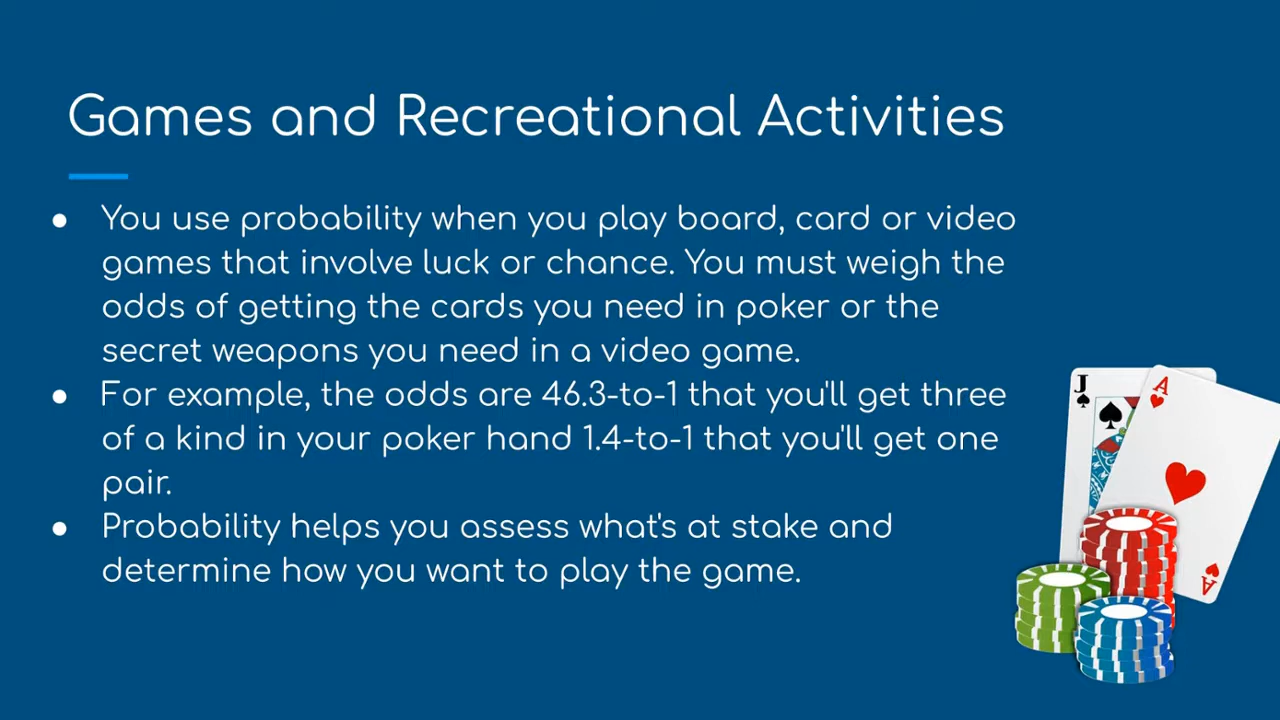 Games and Recreational Activities
● You use probability when you play board, card or video
games that involve luck or chance. You must weigh the
odds of getting the cards you need in poker or the
secret weapons you need in a video game.
● For example, the odds are 46.3-to-1 that you'll get three
of a kind in your poker hand 1.4-to-1 that you'll get one
pair.
● Probability helps you assess what's at stake and
determine how you want to play the game.
J
A
A